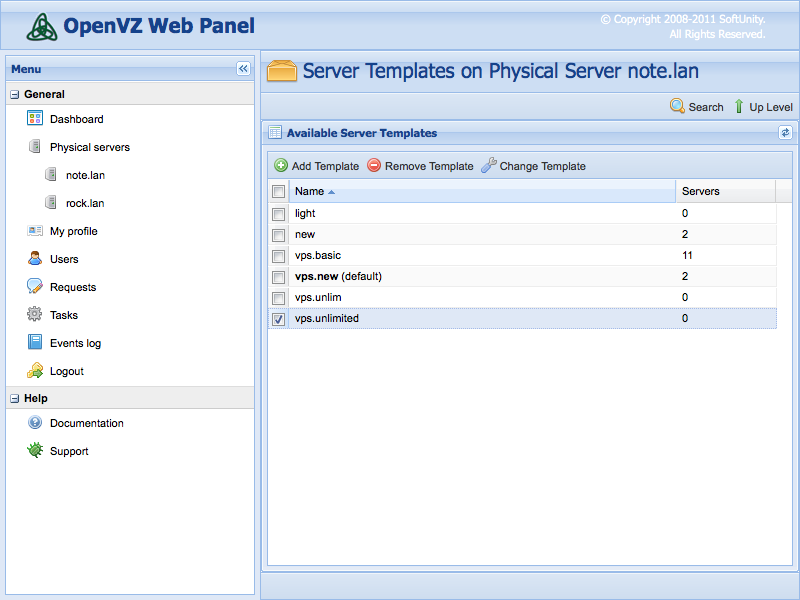 OpenVZ Web Panel
© Copyright 2008-2011 SoftUnity.
All Rights Reserved.
Menu
General
Dashboard
Physical servers
note.lan
rock.lan
My profile
Users
Requests
Tasks
Events log
Logout
Help
Documentation
Support
Server Templates on Physical Server note.lan
Search Up Level
Available Server Templates
Add Template Remove Template Change Template
Name Servers
light 0
new 2
vps.basic 11
vps.new (default) 2
vps.unlim 0
vps.unlimited 0